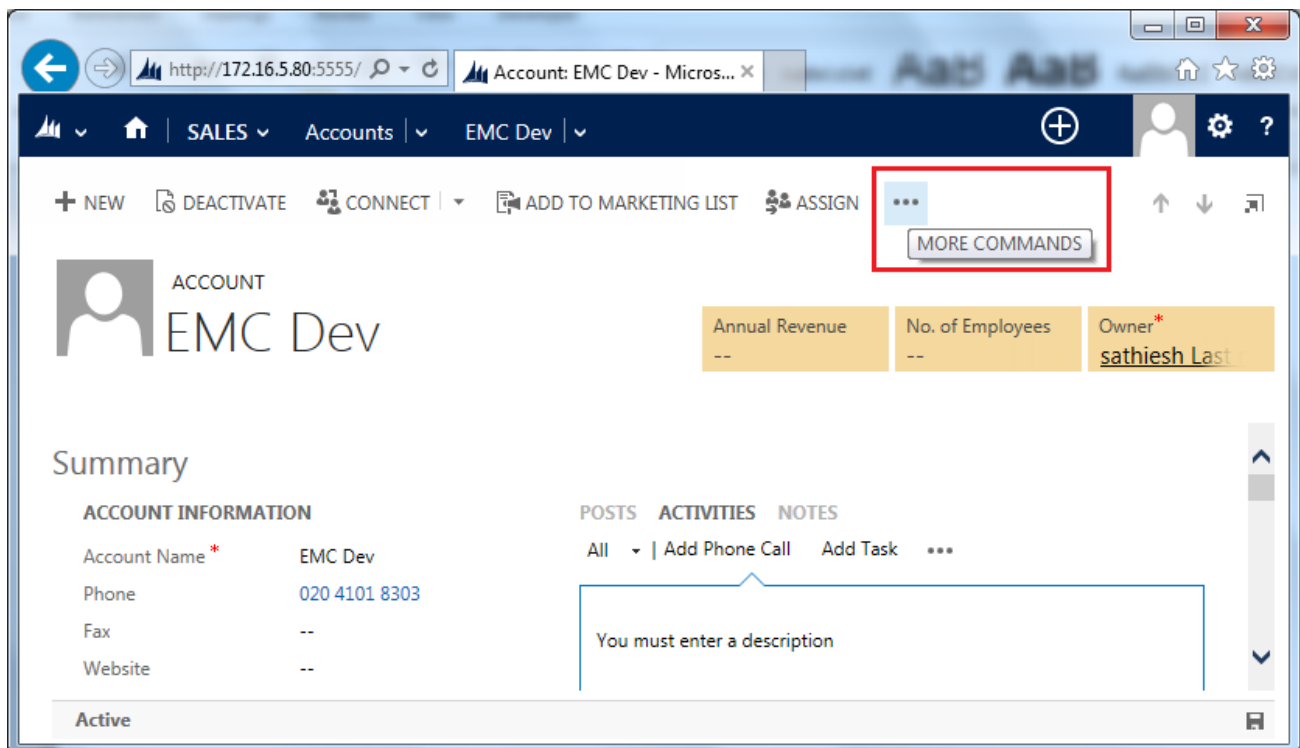 http://172.16.5.80:5555/
Account: EMC Dev - Micros...
SALES Accounts EMC Dev ?
NEW DEACTIVATE CONNECT ADD TO MARKETING LIST ASSIGN •••
MORE COMMANDS
ACCOUNT
EMC Dev
Annual Revenue No. of Employees Owner*
-- -- sathiesh Last
Summary
ACCOUNT INFORMATION POSTS ACTIVITIES NOTES
All | Add Phone Call Add Task •••
Account Name * EMC Dev
Phone 020 4101 8303
Fax --
You must enter a description
Website --
Active